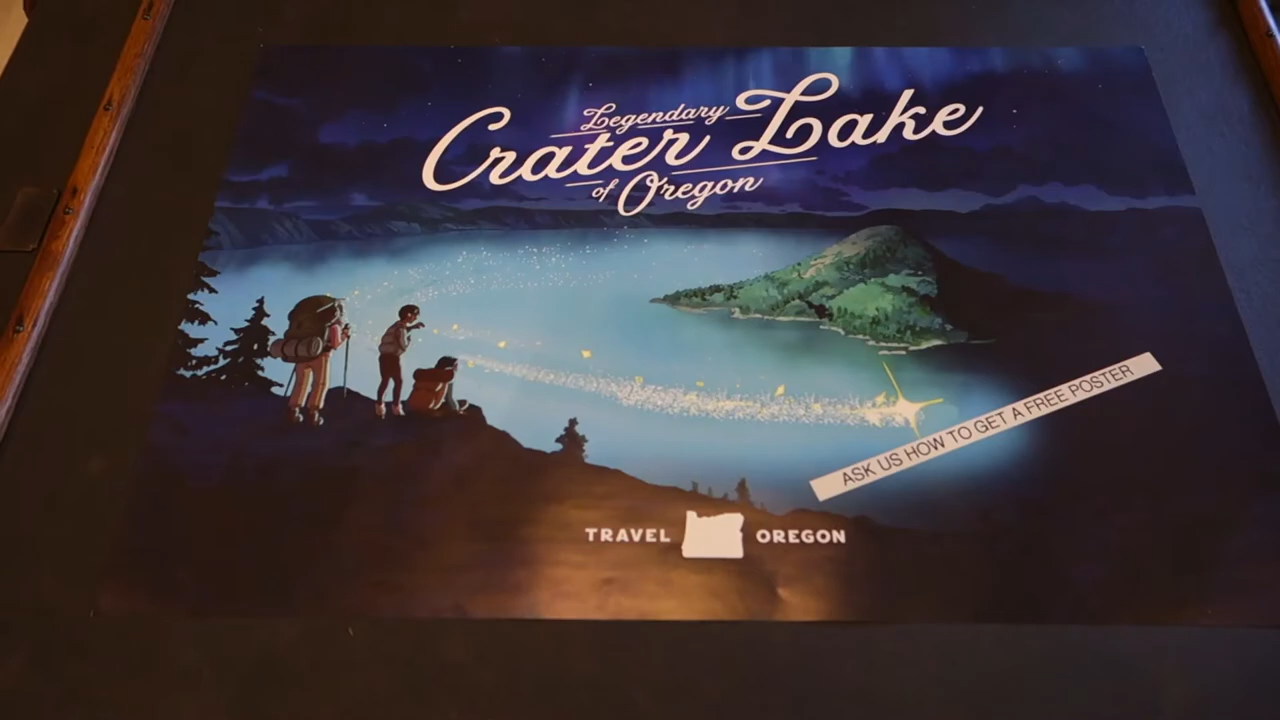 Legendary
Crater Lake
of Oregon
ASK US HOW TO GET A FREE POSTER
TRAVEL OREGON